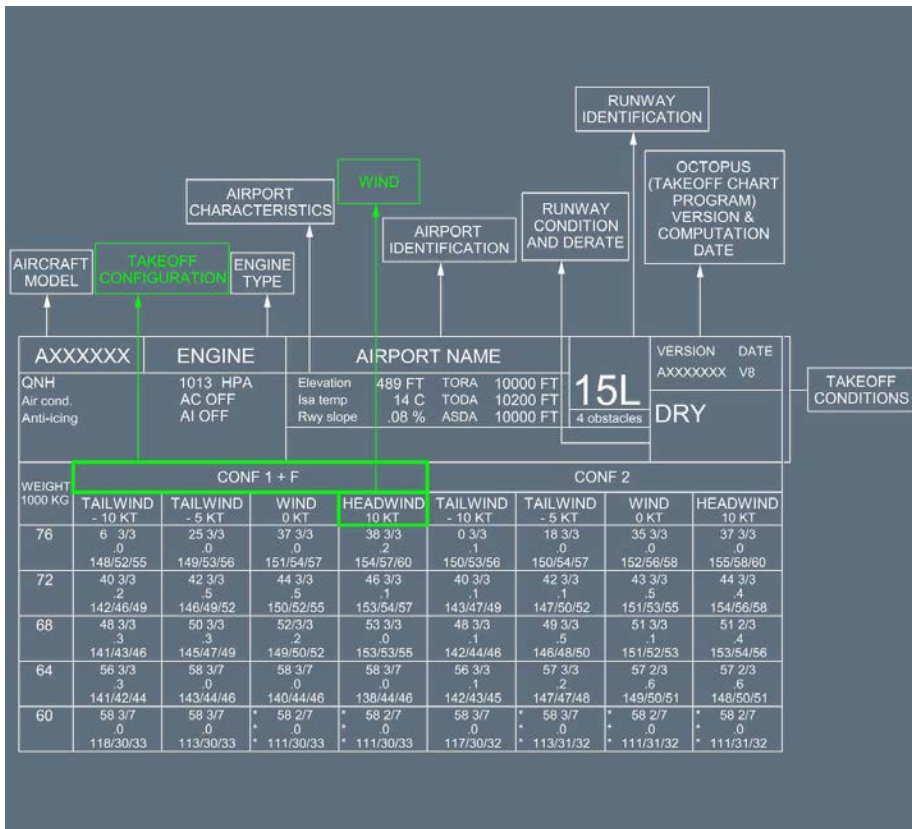 RUNWAY
IDENTIFICATION
OCTOPUS
(TAKEOFF CHART
PROGRAM)
VERSION &
COMPUTATION
DATE
WIND
AIRPORT
CHARACTERISTICS
RUNWAY
CONDITION
AND DERATE
AIRPORT
IDENTIFICATION
AIRCRAFT
MODEL
TAKEOFF
CONFIGURATION
ENGINE
TYPE
AXXXXXX ENGINE AIRPORT NAME 15L VERSION DATE
AXXXXXXX V8
QNH 1013 HPA Elevation 489 FT TORA 10000 FT
Air cond. AC OFF Isa temp 14 C TODA 10200 FT
Anti-icing AI OFF Rwy slope .08 % ASDA 10000 FT 4 obstacles DRY
TAKEOFF
CONDITIONS
WEIGHT
1000 KG
CONF 1 + F CONF 2
TAILWIND TAILWIND WIND HEADWIND TAILWIND TAILWIND WIND HEADWIND
- 10 KT - 5 KT 0 KT 10 KT - 10 KT - 5 KT 0 KT 10 KT
76 6 3/3 25 3/3 37 3/3 38 3/3 0 3/3 18 3/3 35 3/3 37 3/3
.0 .0 .0 .2 .1 .0 .0 .0
148/52/55 149/53/56 151/54/57 154/57/60 150/53/56 150/54/57 152/56/58 155/58/60
72 40 3/3 42 3/3 44 3/3 46 3/3 40 3/3 42 3/3 43 3/3 44 3/3
.2 .5 .5 .1 .1 .1 .5 .4
142/46/49 146/49/52 150/52/55 153/54/57 143/47/49 147/50/52 151/53/55 154/56/58
68 48 3/3 50 3/3 52/3/3 53 3/3 48 3/3 49 3/3 51 3/3 51 2/3
.3 .3 .2 .0 .1 .5 .1 .4
141/43/46 145/47/49 149/50/52 153/53/55 142/44/46 146/48/50 151/52/53 153/54/56
64 56 3/3 58 3/7 58 3/7 58 3/7 56 3/3 57 3/3 57 2/3 57 2/3
.3 .0 .0 .0 .1 .2 .6 .6
141/42/44 143/44/46 140/44/46 138/44/46 142/43/45 147/47/48 149/50/51 148/50/51
60 58 3/7 58 3/7 * 58 2/7 * 58 2/7 58 3/7 * 58 3/7 * 58 2/7 * 58 2/7
.0 .0 * .0 * .0 .0 * .0 * .0 * .0
118/30/33 113/30/33 * 111/30/33 * 111/30/33 117/30/32 * 113/31/32 * 111/31/32 * 111/31/32